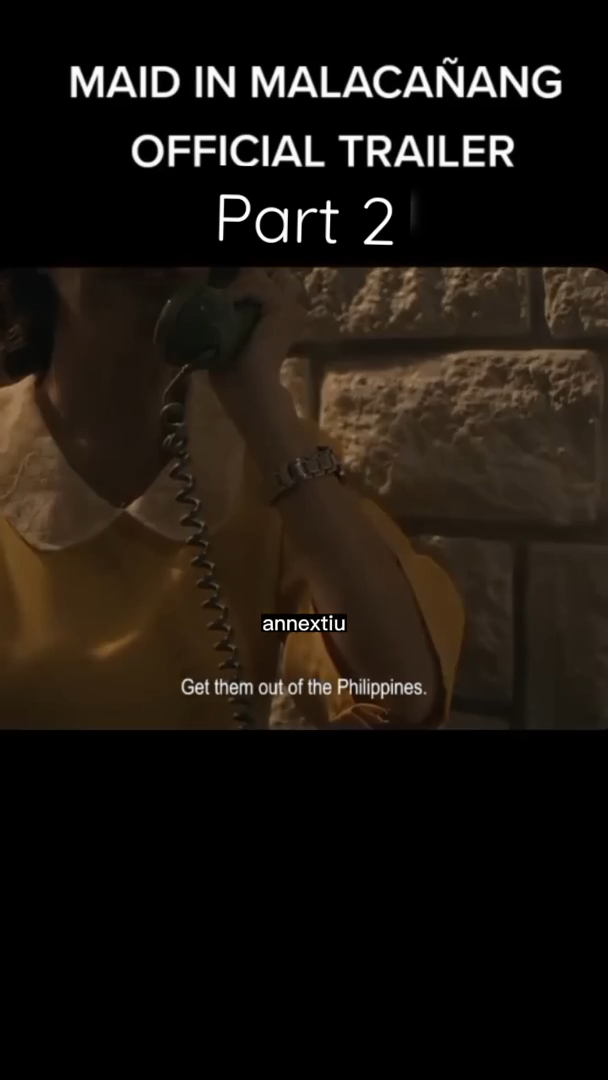 MAID IN MALACAÑANG
OFFICIAL TRAILER
Part 2
annextiu
Get them out of the Philippines.